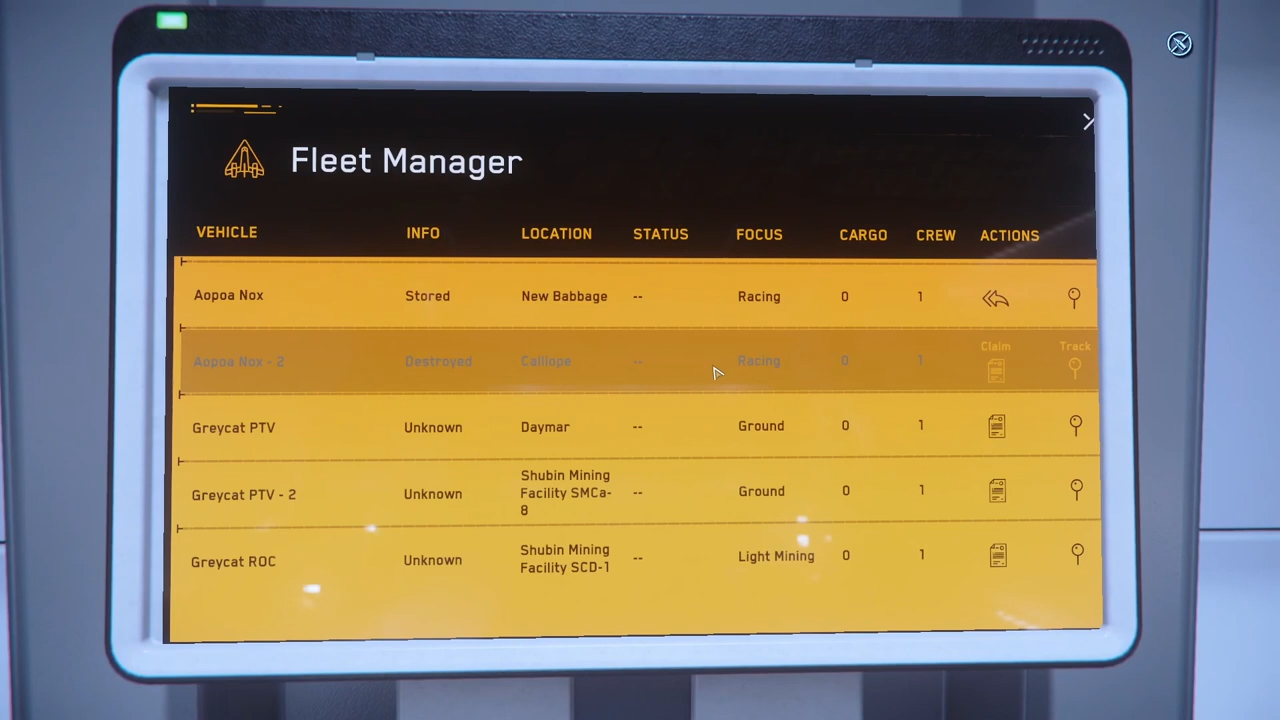 Fleet Manager
VEHICLE INFO LOCATION STATUS FOCUS CARGO CREW ACTIONS
Aopoa Nox Stored New Babbage -- Racing 0 1
Claim Track
Aopoa Nox - 2 Destroyed Calliope -- Racing 0 1
Greycat PTV Unknown Daymar -- Ground 0 1
Shubin Mining
Greycat PTV - 2 Unknown Facility SMCa- -- Ground 0 1
8
Shubin Mining
Greycat ROC Unknown Facility SCD-1 -- Light Mining 0 1